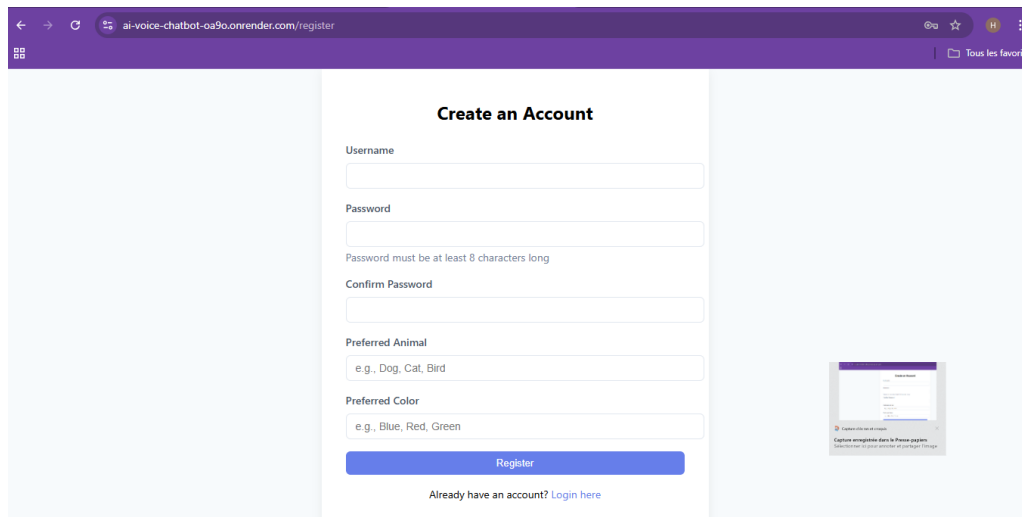 ai-voice-chatbot-oa9o.onrender.com/register
H
Tous les favori
Create an Account
Username
Password
Password must be at least 8 characters long
Confirm Password
Preferred Animal
e.g., Dog, Cat, Bird
Preferred Color
e.g., Blue, Red, Green
Register
Already have an account? Login here
Capture enregistrée dans le Presse-papiers